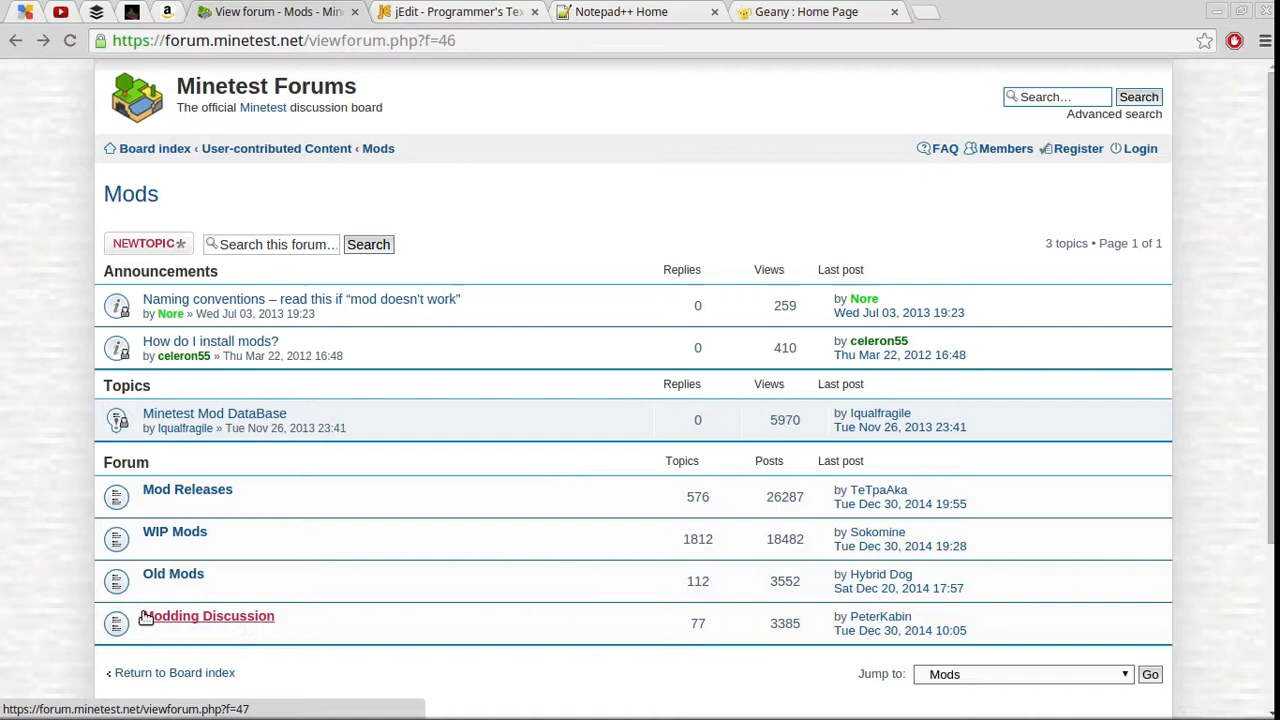 View forum - Mods - Min
jEdit - Programmer's Tex
Notepad++ Home
Geany : Home Page
https://forum.minetest.net/viewforum.php?f=46
Minetest Forums
The official Minetest discussion board
Search…
Search
Advanced search
Board index ‹ User-contributed Content ‹ Mods
FAQ Members Register Login
Mods
NEWTOPIC*
Search this forum…
Search
3 topics • Page 1 of 1
Announcements Replies Views Last post
Naming conventions – read this if “mod doesn't work”
by Nore » Wed Jul 03, 2013 19:23
0 259
by Nore
Wed Jul 03, 2013 19:23
How do I install mods?
by celeron55 » Thu Mar 22, 2012 16:48
0 410
by celeron55
Thu Mar 22, 2012 16:48
Topics Replies Views Last post
Minetest Mod DataBase
by Iqualfragile » Tue Nov 26, 2013 23:41
0 5970
by Iqualfragile
Tue Nov 26, 2013 23:41
Forum Topics Posts Last post
Mod Releases
576 26287
by TeTpaAka
Tue Dec 30, 2014 19:55
WIP Mods
1812 18482
by Sokomine
Tue Dec 30, 2014 19:28
Old Mods
112 3552
by Hybrid Dog
Sat Dec 20, 2014 17:57
Modding Discussion
77 3385
by PeterKabin
Tue Dec 30, 2014 10:05
Return to Board index
Jump to: Mods Go
https://forum.minetest.net/viewforum.php?f=47